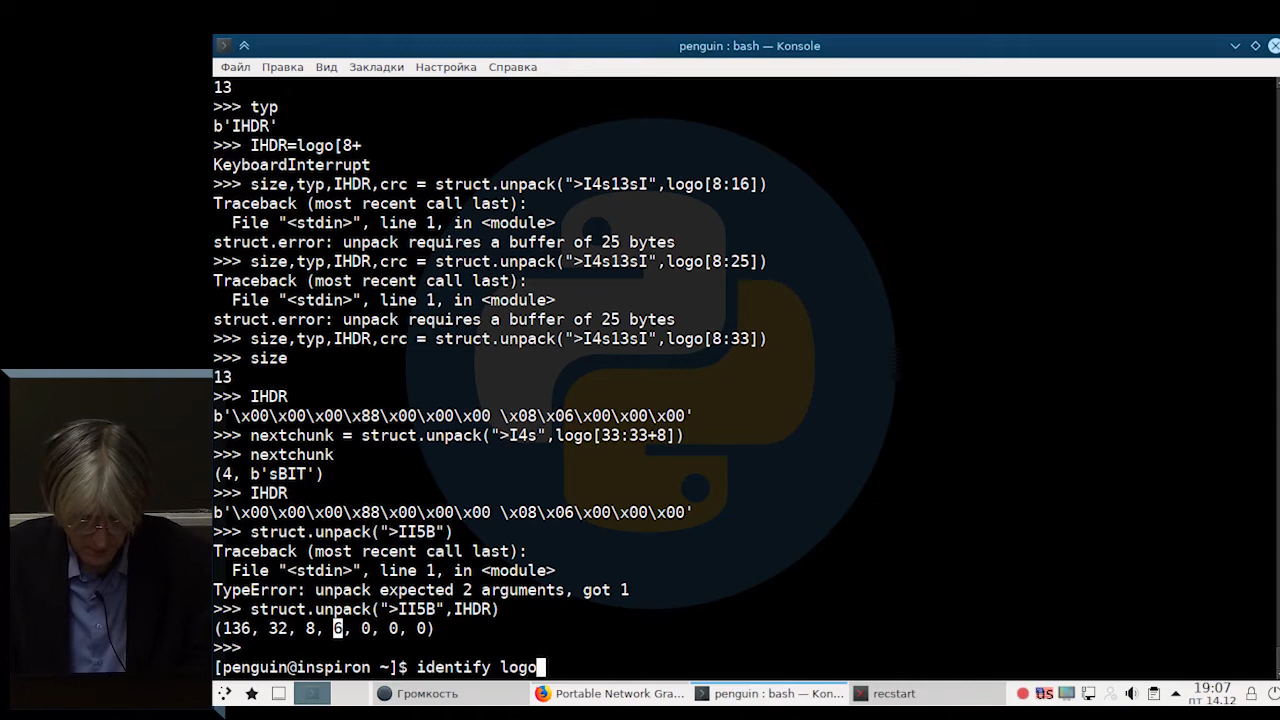 penguin : bash — Konsole
Файл Правка Вид Закладки Настройка Справка
13
>>> typ
b'IHDR'
>>> IHDR=logo[8+
KeyboardInterrupt
>>> size,typ,IHDR,crc = struct.unpack(">I4s13sI",logo[8:16])
Traceback (most recent call last):
  File "<stdin>", line 1, in <module>
struct.error: unpack requires a buffer of 25 bytes
>>> size,typ,IHDR,crc = struct.unpack(">I4s13sI",logo[8:25])
Traceback (most recent call last):
  File "<stdin>", line 1, in <module>
struct.error: unpack requires a buffer of 25 bytes
>>> size,typ,IHDR,crc = struct.unpack(">I4s13sI",logo[8:33])
>>> size
13
>>> IHDR
b'\x00\x00\x00\x88\x00\x00\x00 \x08\x06\x00\x00\x00'
>>> nextchunk = struct.unpack(">I4s",logo[33:33+8])
>>> nextchunk
(4, b'sBIT')
>>> IHDR
b'\x00\x00\x00\x88\x00\x00\x00 \x08\x06\x00\x00\x00'
>>> struct.unpack(">II5B")
Traceback (most recent call last):
  File "<stdin>", line 1, in <module>
TypeError: unpack expected 2 arguments, got 1
>>> struct.unpack(">II5B",IHDR)
(136, 32, 8, 6, 0, 0, 0)
>>>
[penguin@inspiron ~]$ identify logo
Громкость Portable Network Gra... penguin : bash — Kon... recstart US 19:07
пт 14.12